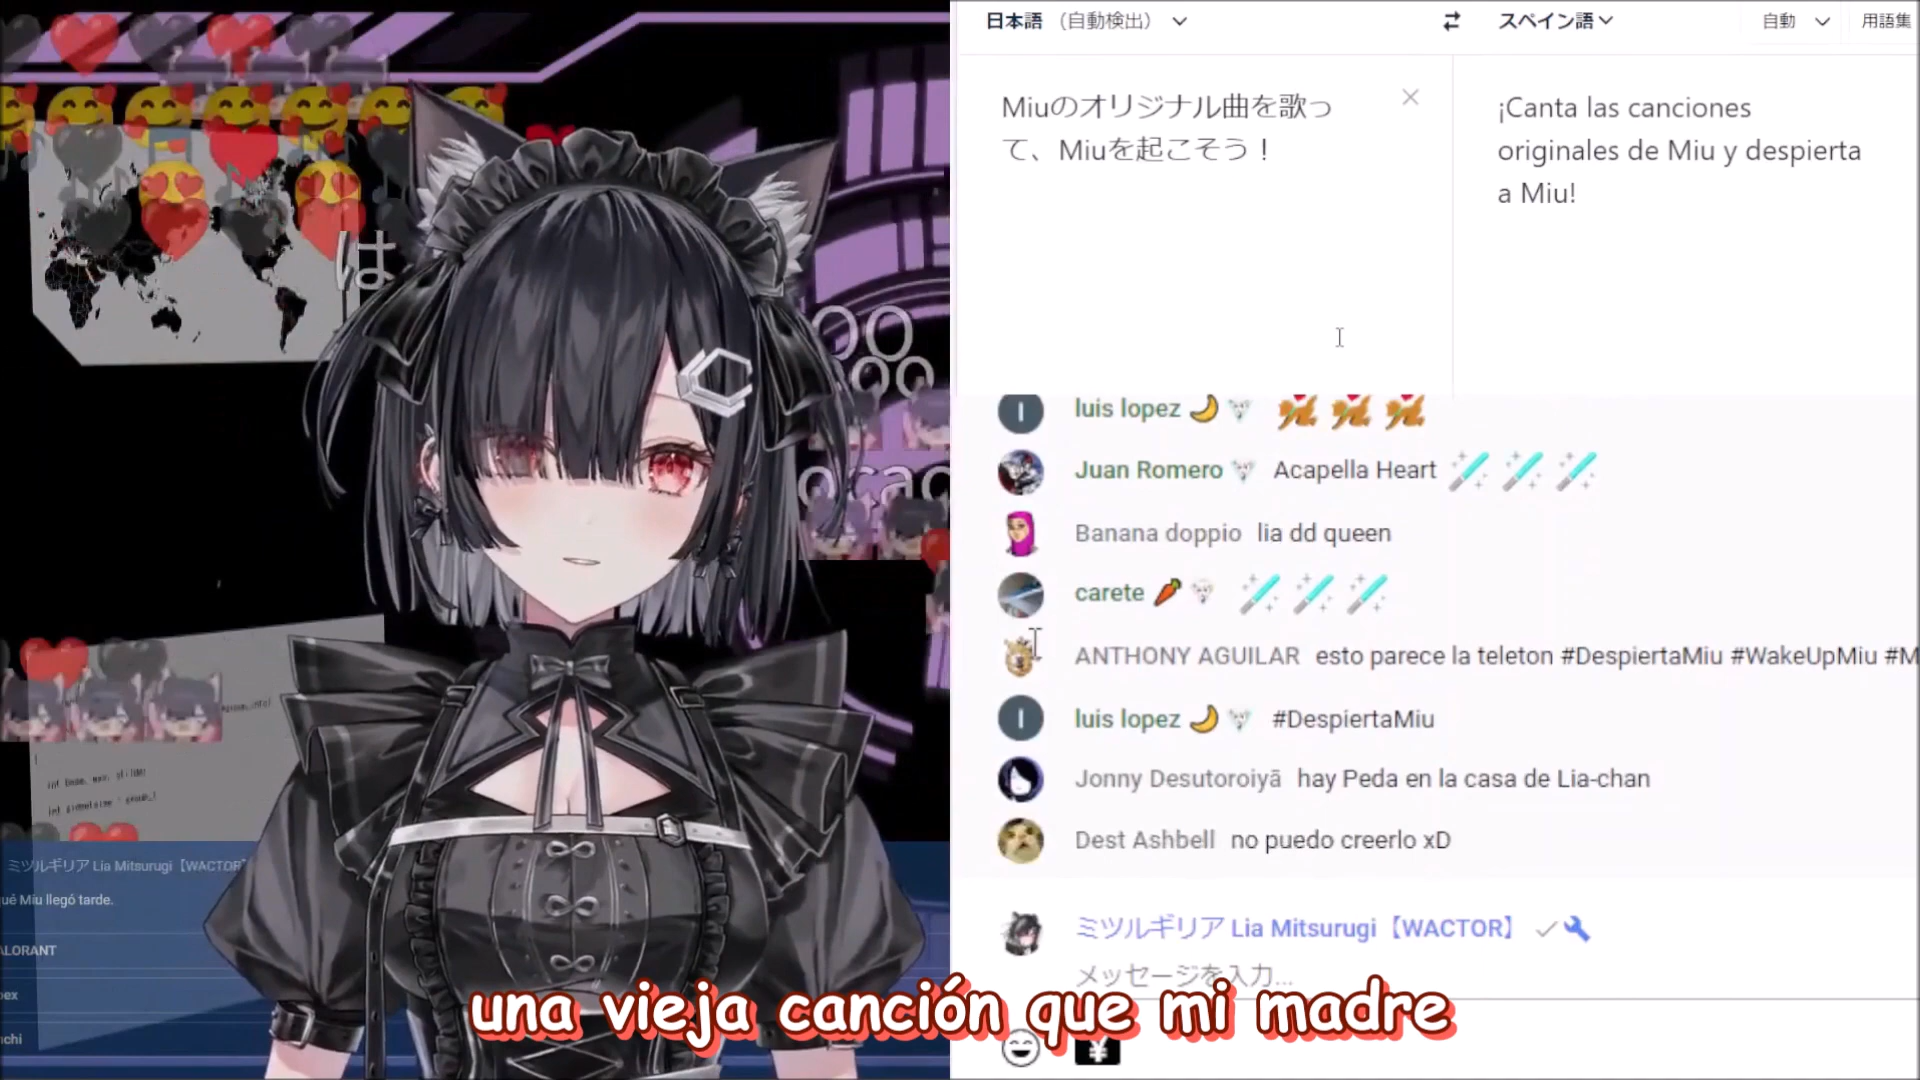 日本語 （自動検出）
スペイン語
自動
用語集
Miuのオリジナル曲を歌っ
て、Miuを起こそう！
¡Canta las canciones
originales de Miu y despierta
a Miu!
は
luis lopez
Juan Romero Acapella Heart
Banana doppio lia dd queen
carete
ANTHONY AGUILAR esto parece la teleton #DespiertaMiu #WakeUpMiu #M
luis lopez #DespiertaMiu
Jonny Desutoroiyā hay Peda en la casa de Lia-chan
Dest Ashbell no puedo creerlo xD
ミツルギリア Lia Mitsurugi【WACTOR】
メッセージを入力...
ミツルギリア Lia Mitsurugi【WACTOR
ué Miu llegó tarde.
ALORANT
pex
una vieja canción que mi madre